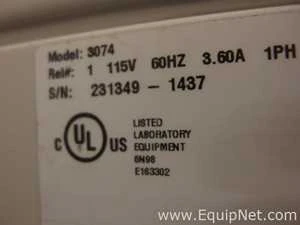 Model: 3074
Rel#: 1 115V 60HZ 3.60A 1PH
S/N: 231349 - 1437
C UL US
LISTED
LABORATORY
EQUIPMENT
6N98
E163302
www.EquipNet.com